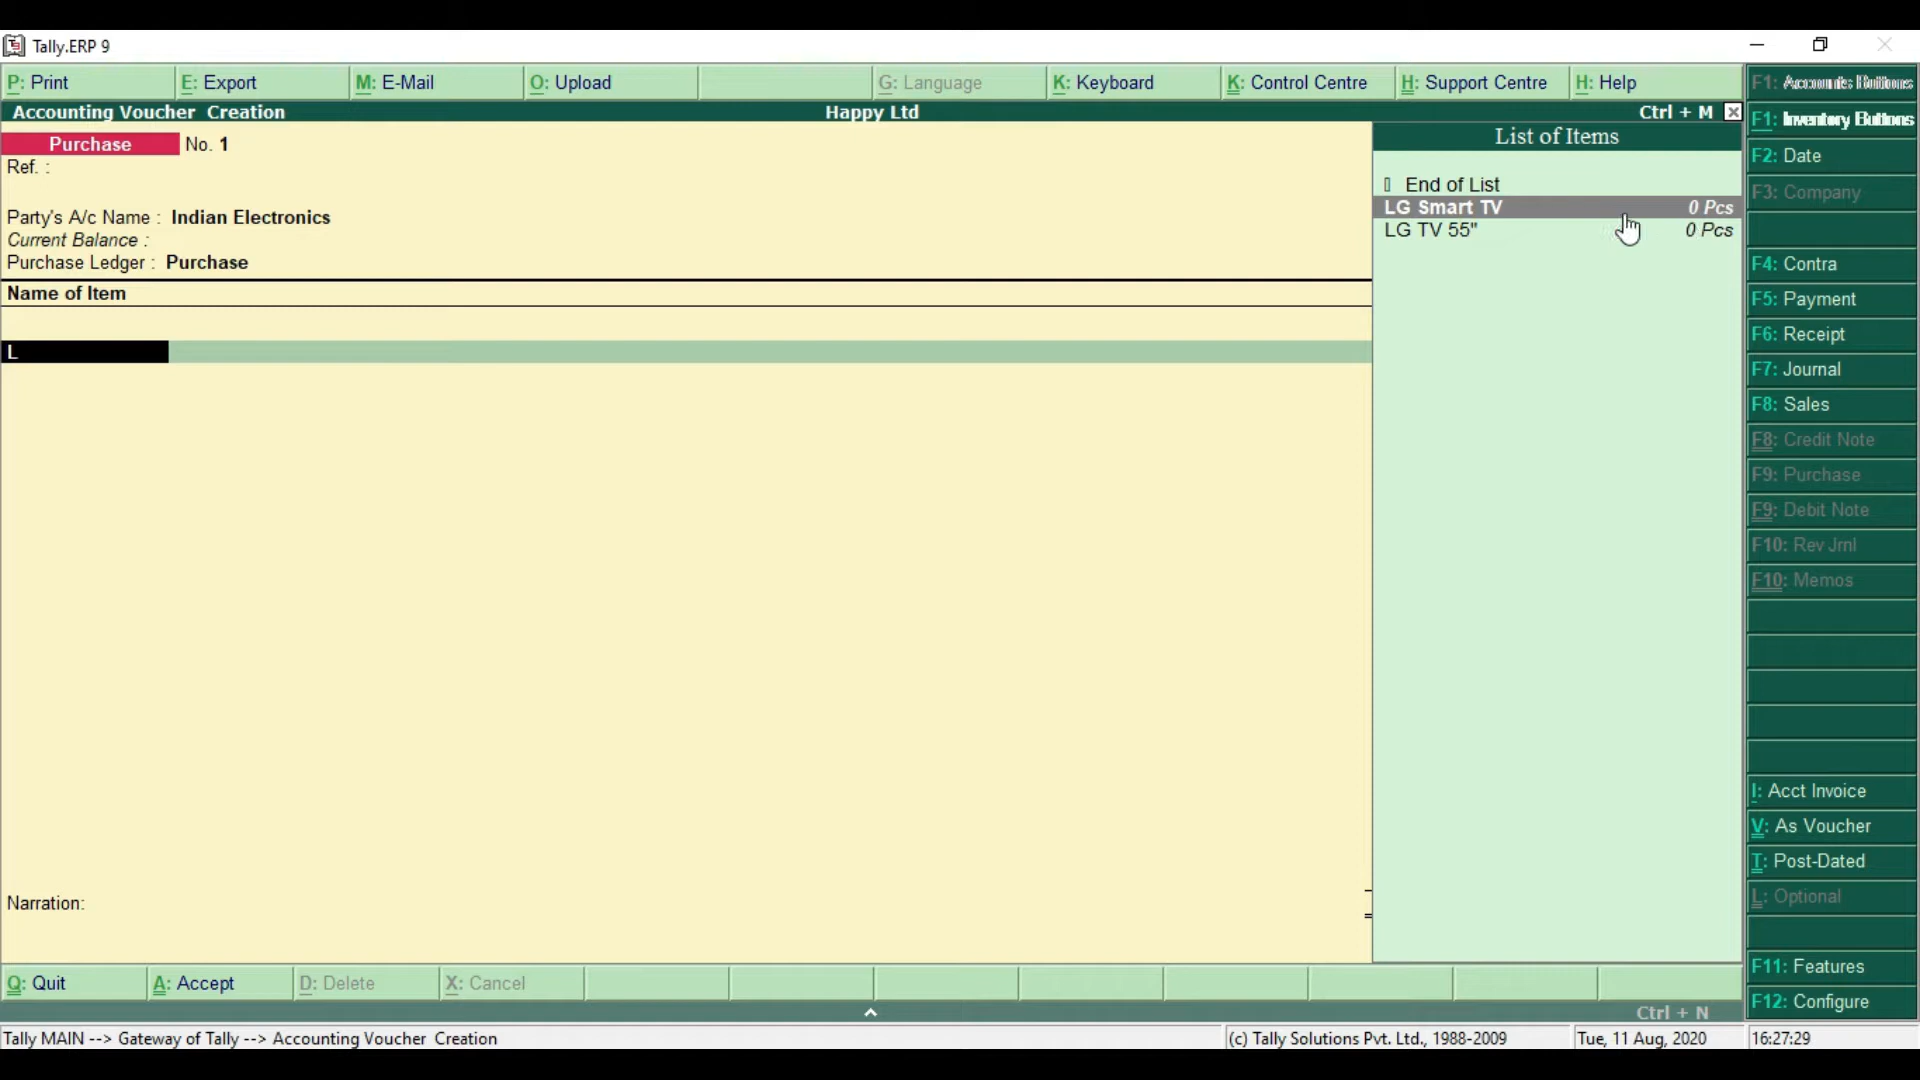 Tally.ERP 9
P: Print E: Export M: E-Mail O: Upload G: Language K: Keyboard K: Control Centre H: Support Centre H: Help
Accounting Voucher Creation Happy Ltd Ctrl + M
Purchase No. 1
Ref. :
Party's A/c Name : Indian Electronics
Current Balance :
Purchase Ledger : Purchase
Name of Item
L
Narration:
List of Items
End of List
LG Smart TV 0 Pcs
LG TV 55" 0 Pcs
F1: Accounts Buttons
F1: Inventory Buttons
F2: Date
F3: Company
F4: Contra
F5: Payment
F6: Receipt
F7: Journal
F8: Sales
F8: Credit Note
F9: Purchase
F9: Debit Note
F10: Rev Jrnl
F10: Memos
I: Acct Invoice
V: As Voucher
T: Post-Dated
L: Optional
F11: Features
F12: Configure
Q: Quit A: Accept D: Delete X: Cancel
Ctrl + N
Tally MAIN --> Gateway of Tally --> Accounting Voucher Creation (c) Tally Solutions Pvt. Ltd., 1988-2009 Tue, 11 Aug, 2020 16:27:29